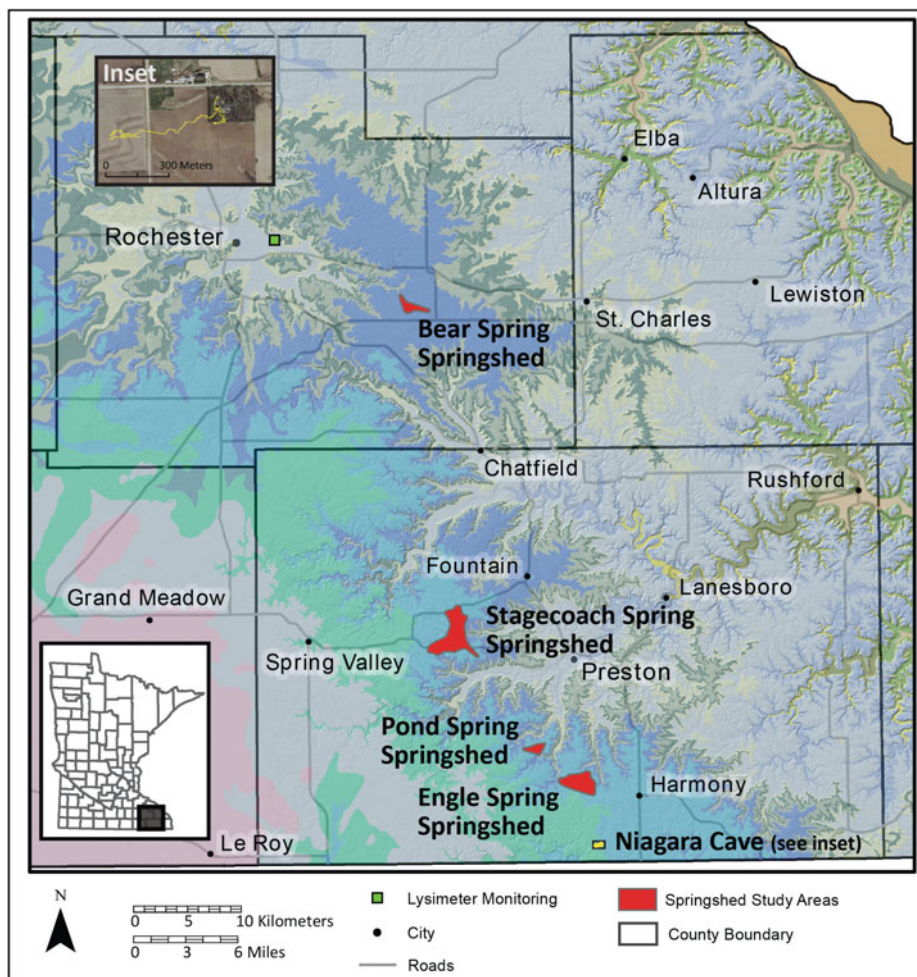 Inset
0 300 Meters
Elba
Altura
Rochester
Lewiston
St. Charles
Bear Spring
Springshed
Chatfield
Rushford
Fountain
Lanesboro
Grand Meadow
Stagecoach Spring
Springshed
Spring Valley
Preston
Pond Spring
Springshed
Engle Spring
Springshed
Harmony
Niagara Cave (see inset)
Le Roy
N
0 5 10 Kilometers
0 3 6 Miles
Lysimeter Monitoring
City
Roads
Springshed Study Areas
County Boundary